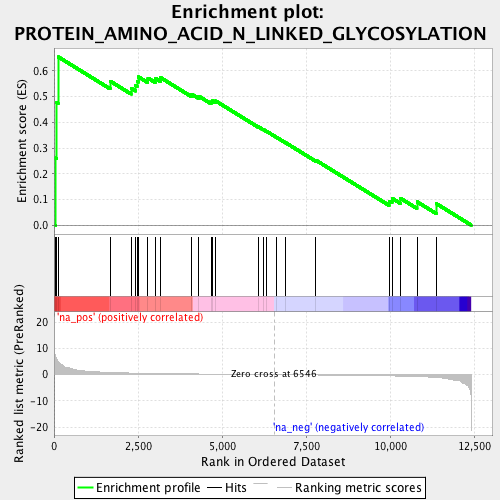 Enrichment plot:
PROTEIN_AMINO_ACID_N_LINKED_GLYCOSYLATION
Enrichment score (ES)
0.6
0.5
0.4
0.3
0.2
0.1
0.0
'na_pos' (positively correlated)
Ranked list metric (PreRanked)
20
10
0
-10
-20
Zero cross at 6546
'na_neg' (negatively correlated)
0
2,500
5,000
7,500
10,000
12,500
Rank in Ordered Dataset
Enrichment profile
Hits
Ranking metric scores